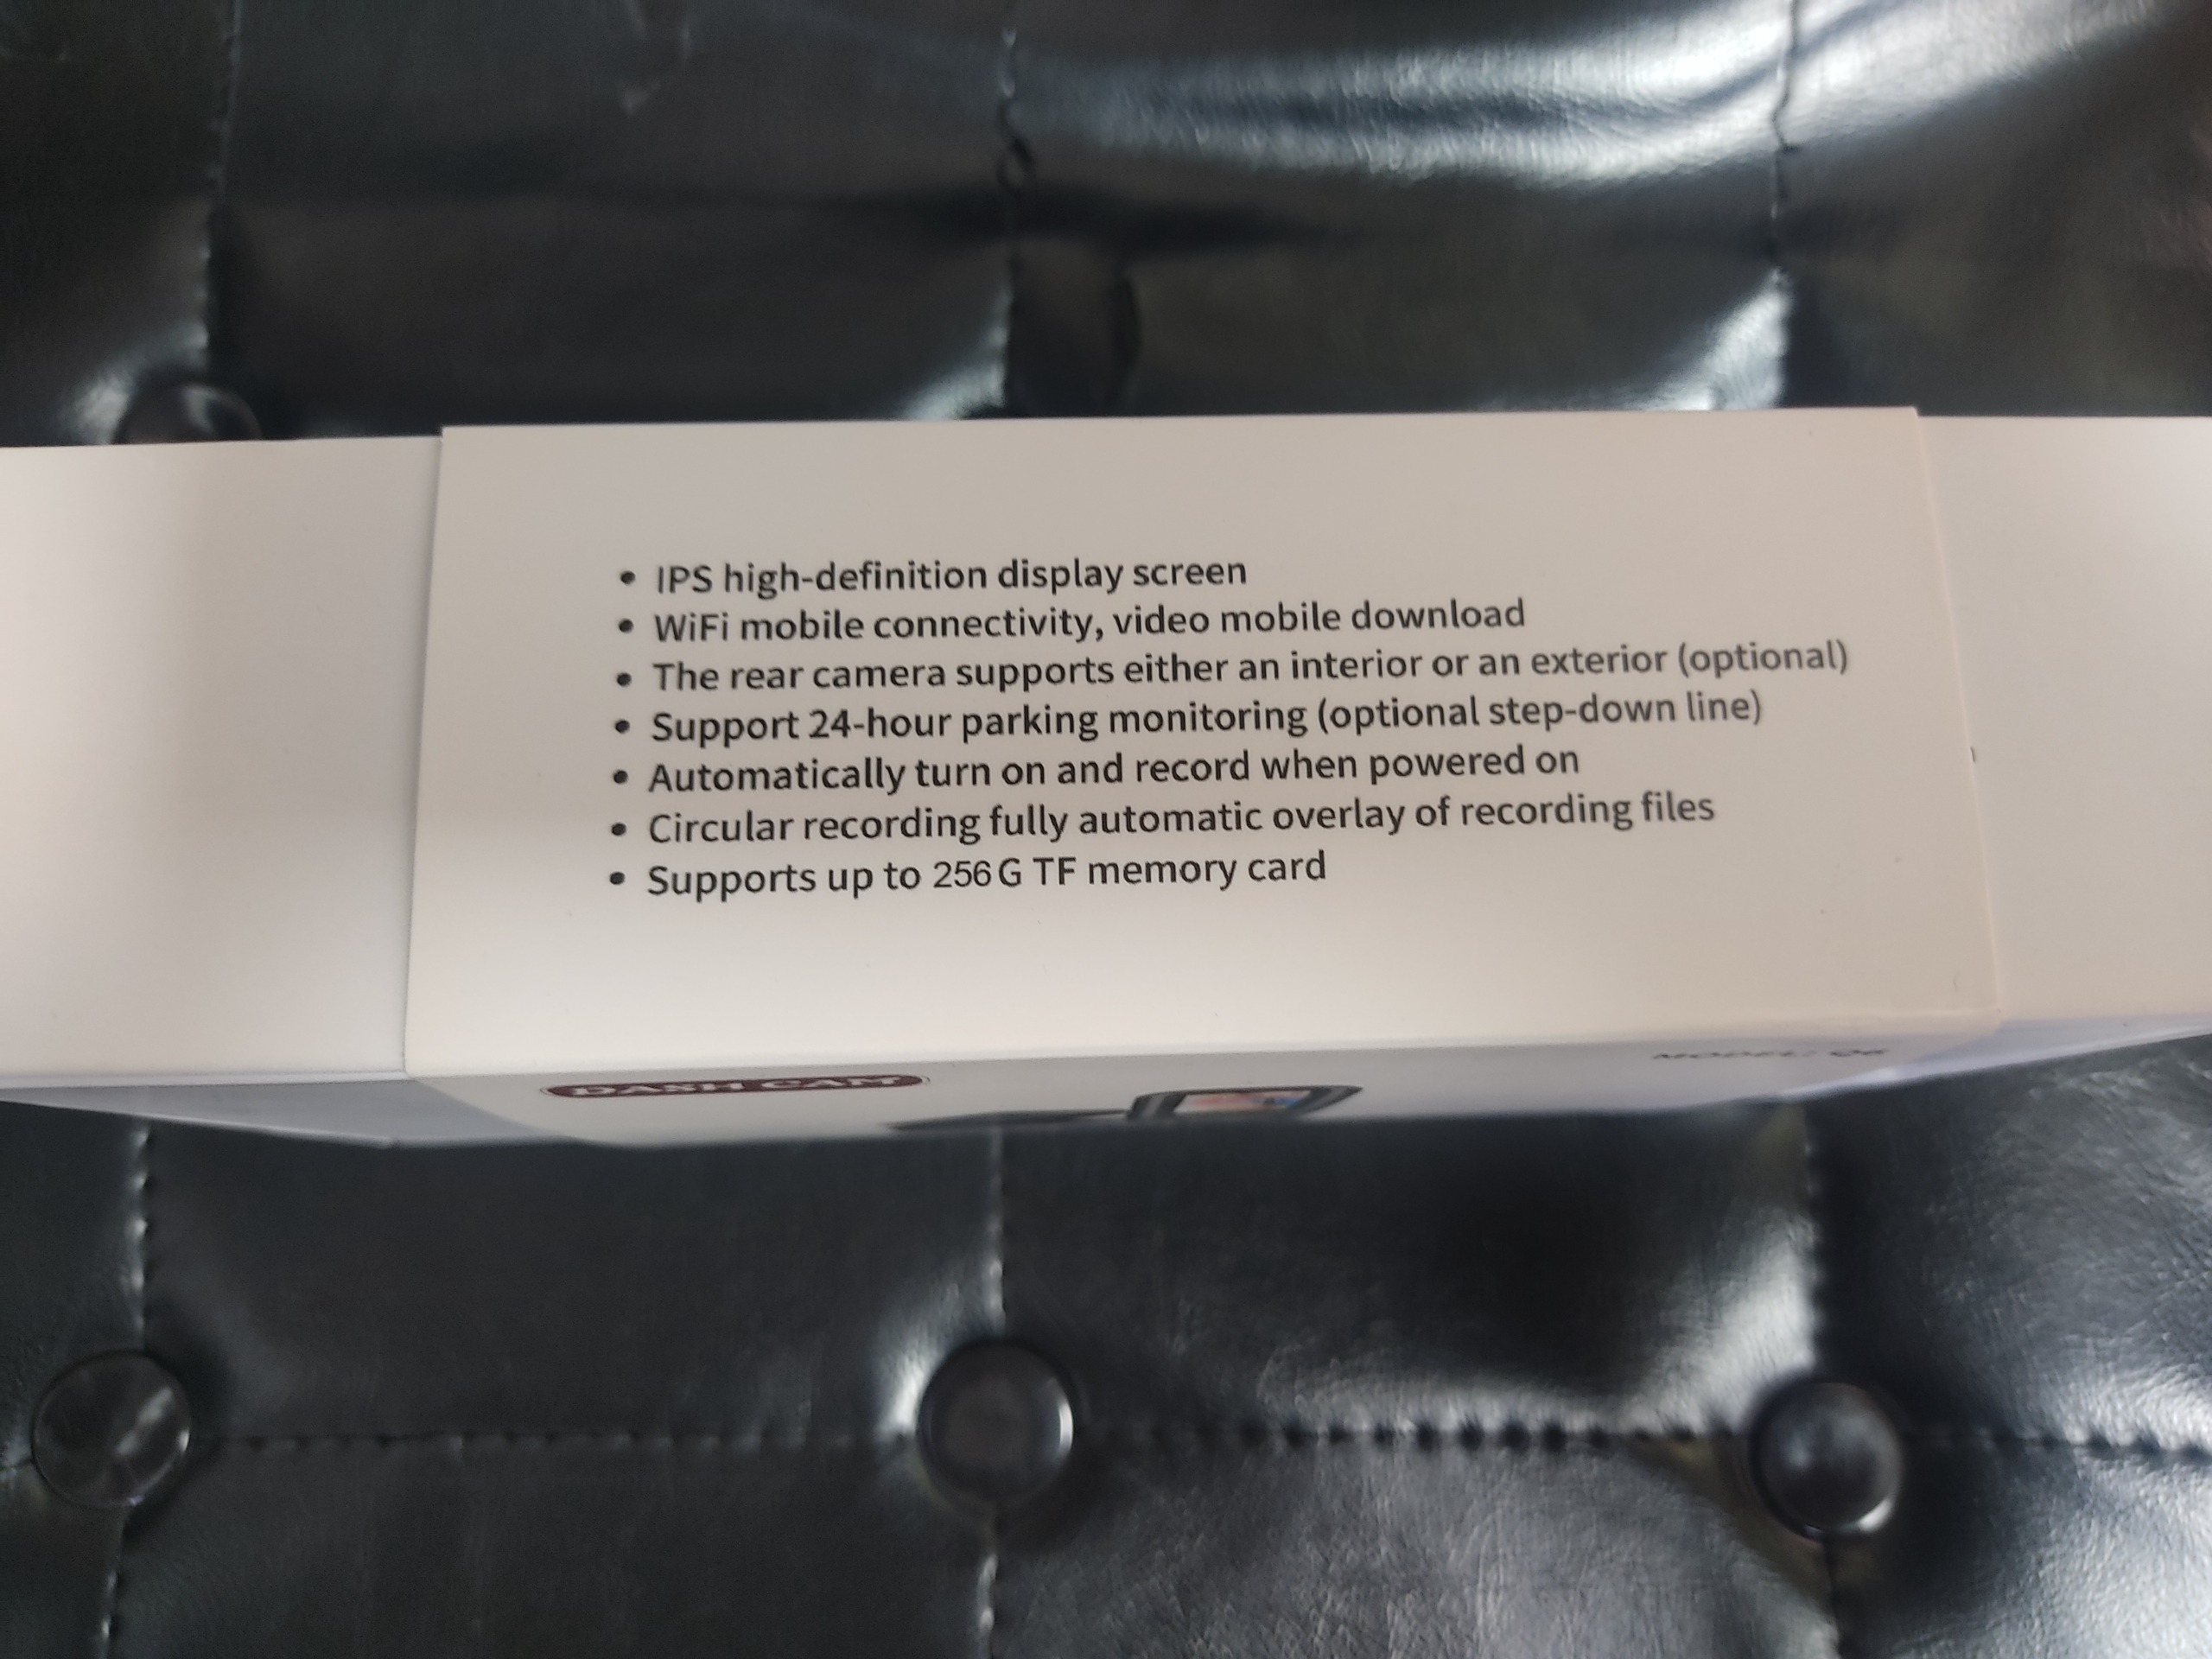 • IPS high-definition display screen
• WiFi mobile connectivity, video mobile download
• The rear camera supports either an interior or an exterior (optional)
• Support 24-hour parking monitoring (optional step-down line)
• Automatically turn on and record when powered on
• Circular recording fully automatic overlay of recording files
• Supports up to 256G TF memory card
DASH CAM
MODEL: